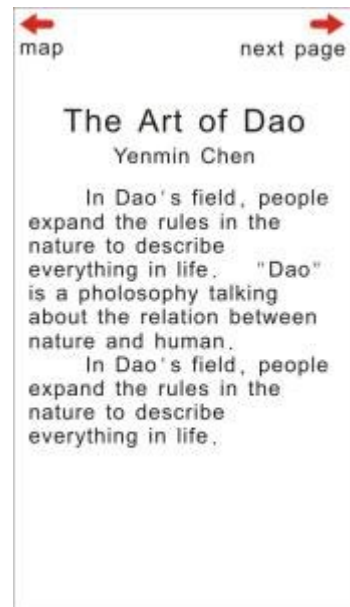 map
next page
The Art of Dao
Yenmin Chen
In Dao's field, people
expand the rules in the
nature to describe
everything in life. "Dao"
is a pholosophy talking
about the relation between
nature and human.
In Dao's field, people
expand the rules in the
nature to describe
everything in life.